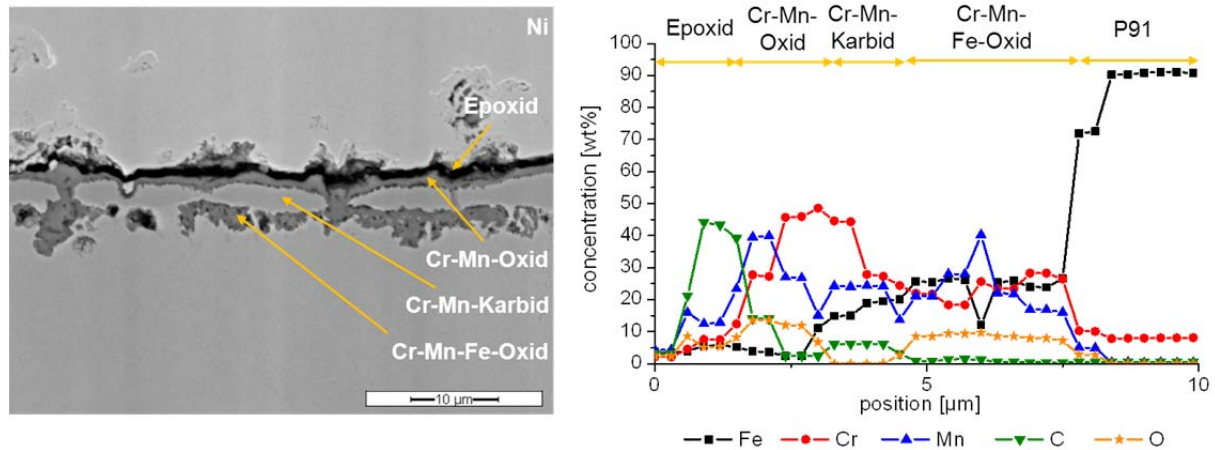 Ni
Epoxid
Cr-Mn-Oxid
Cr-Mn-Karbid
Cr-Mn-Fe-Oxid
10 µm
Epoxid
Cr-Mn-
Oxid
Cr-Mn-
Karbid
Cr-Mn-
Fe-Oxid
P91
concentration [wt%]
100
90
80
70
60
50
40
30
20
10
0
0
5
10
position [µm]
Fe
Cr
Mn
C
O